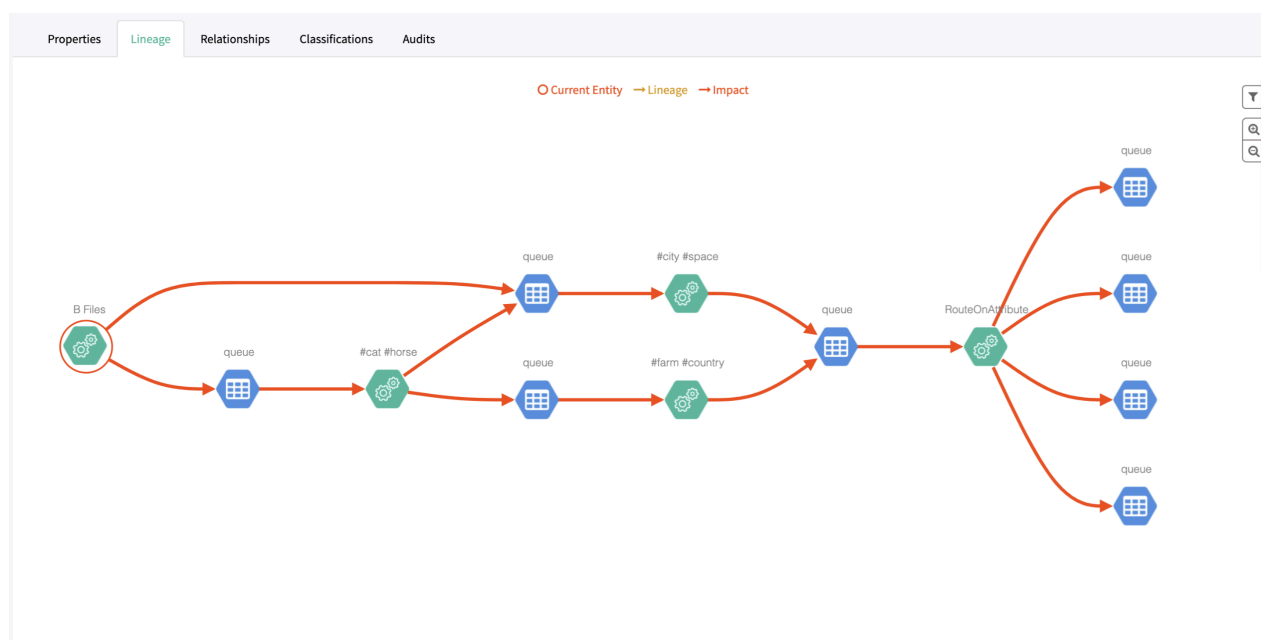 Properties
Lineage
Relationships
Classifications
Audits
Current Entity
Lineage
Impact
queue
queue
#city #space
queue
B Files
queue
RouteOnAttribute
queue
#cat #horse
queue
#farm #country
queue
queue